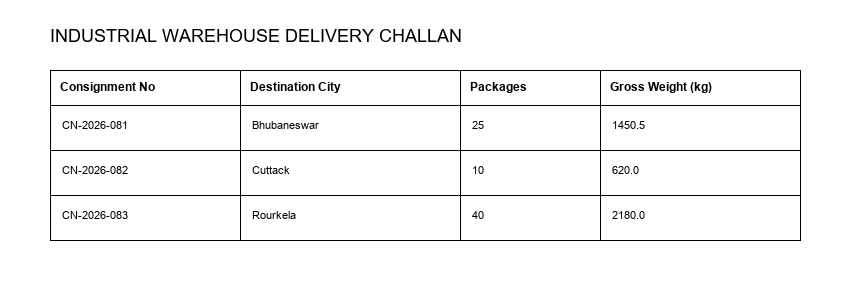 INDUSTRIAL WAREHOUSE DELIVERY CHALLAN
Consignment No Destination City Packages Gross Weight (kg)
CN-2026-081 Bhubaneswar 25 1450.5
CN-2026-082 Cuttack 10 620.0
CN-2026-083 Rourkela 40 2180.0